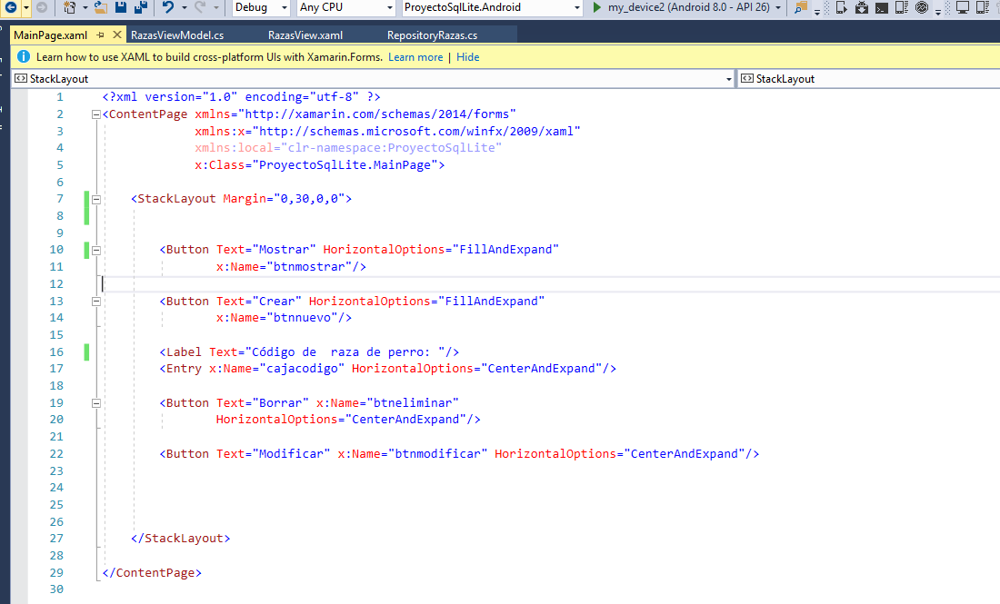 Debug Any CPU ProyectoSqlLite.Android my_device2 (Android 8.0 - API 26)
MainPage.xaml RazasViewModel.cs RazasView.xaml RepositoryRazas.cs
Learn how to use XAML to build cross-platform UIs with Xamarin.Forms. Learn more | Hide
StackLayout StackLayout
1 <?xml version="1.0" encoding="utf-8" ?>
2 <ContentPage xmlns="http://xamarin.com/schemas/2014/forms"
3 xmlns:x="http://schemas.microsoft.com/winfx/2009/xaml"
4 xmlns:local="clr-namespace:ProyectoSqlLite"
5 x:Class="ProyectoSqlLite.MainPage">
6
7 <StackLayout Margin="0,30,0,0">
8
9
10 <Button Text="Mostrar" HorizontalOptions="FillAndExpand"
11 x:Name="btnmostrar"/>
12
13 <Button Text="Crear" HorizontalOptions="FillAndExpand"
14 x:Name="btnnuevo"/>
15
16 <Label Text="Código de  raza de perro: "/>
17 <Entry x:Name="cajacodigo" HorizontalOptions="CenterAndExpand"/>
18
19 <Button Text="Borrar" x:Name="btneliminar"
20 HorizontalOptions="CenterAndExpand"/>
21
22 <Button Text="Modificar" x:Name="btnmodificar" HorizontalOptions="CenterAndExpand"/>
23
24
25
26
27 </StackLayout>
28
29 </ContentPage>
30